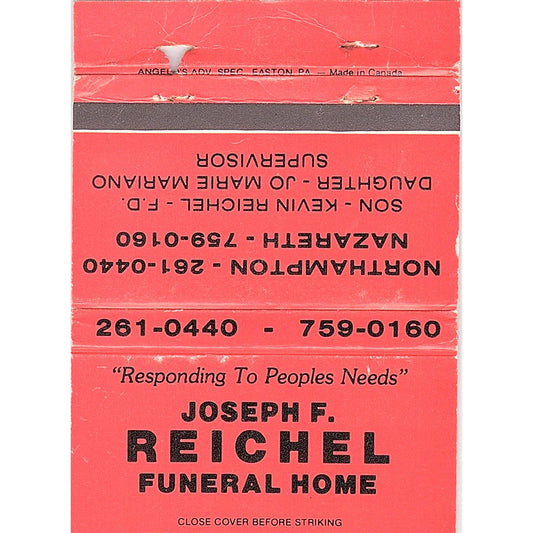 ANGELO'S ADV. SPEC. EASTON, PA. — Made in Canada
NORTHAMPTON - 261-0440
NAZARETH - 759-0160
SON - KEVIN REICHEL - F.D.
DAUGHTER - JO MARIE MARIANO
SUPERVISOR
261-0440 - 759-0160
"Responding To Peoples Needs"
JOSEPH F.
REICHEL
FUNERAL HOME
CLOSE COVER BEFORE STRIKING